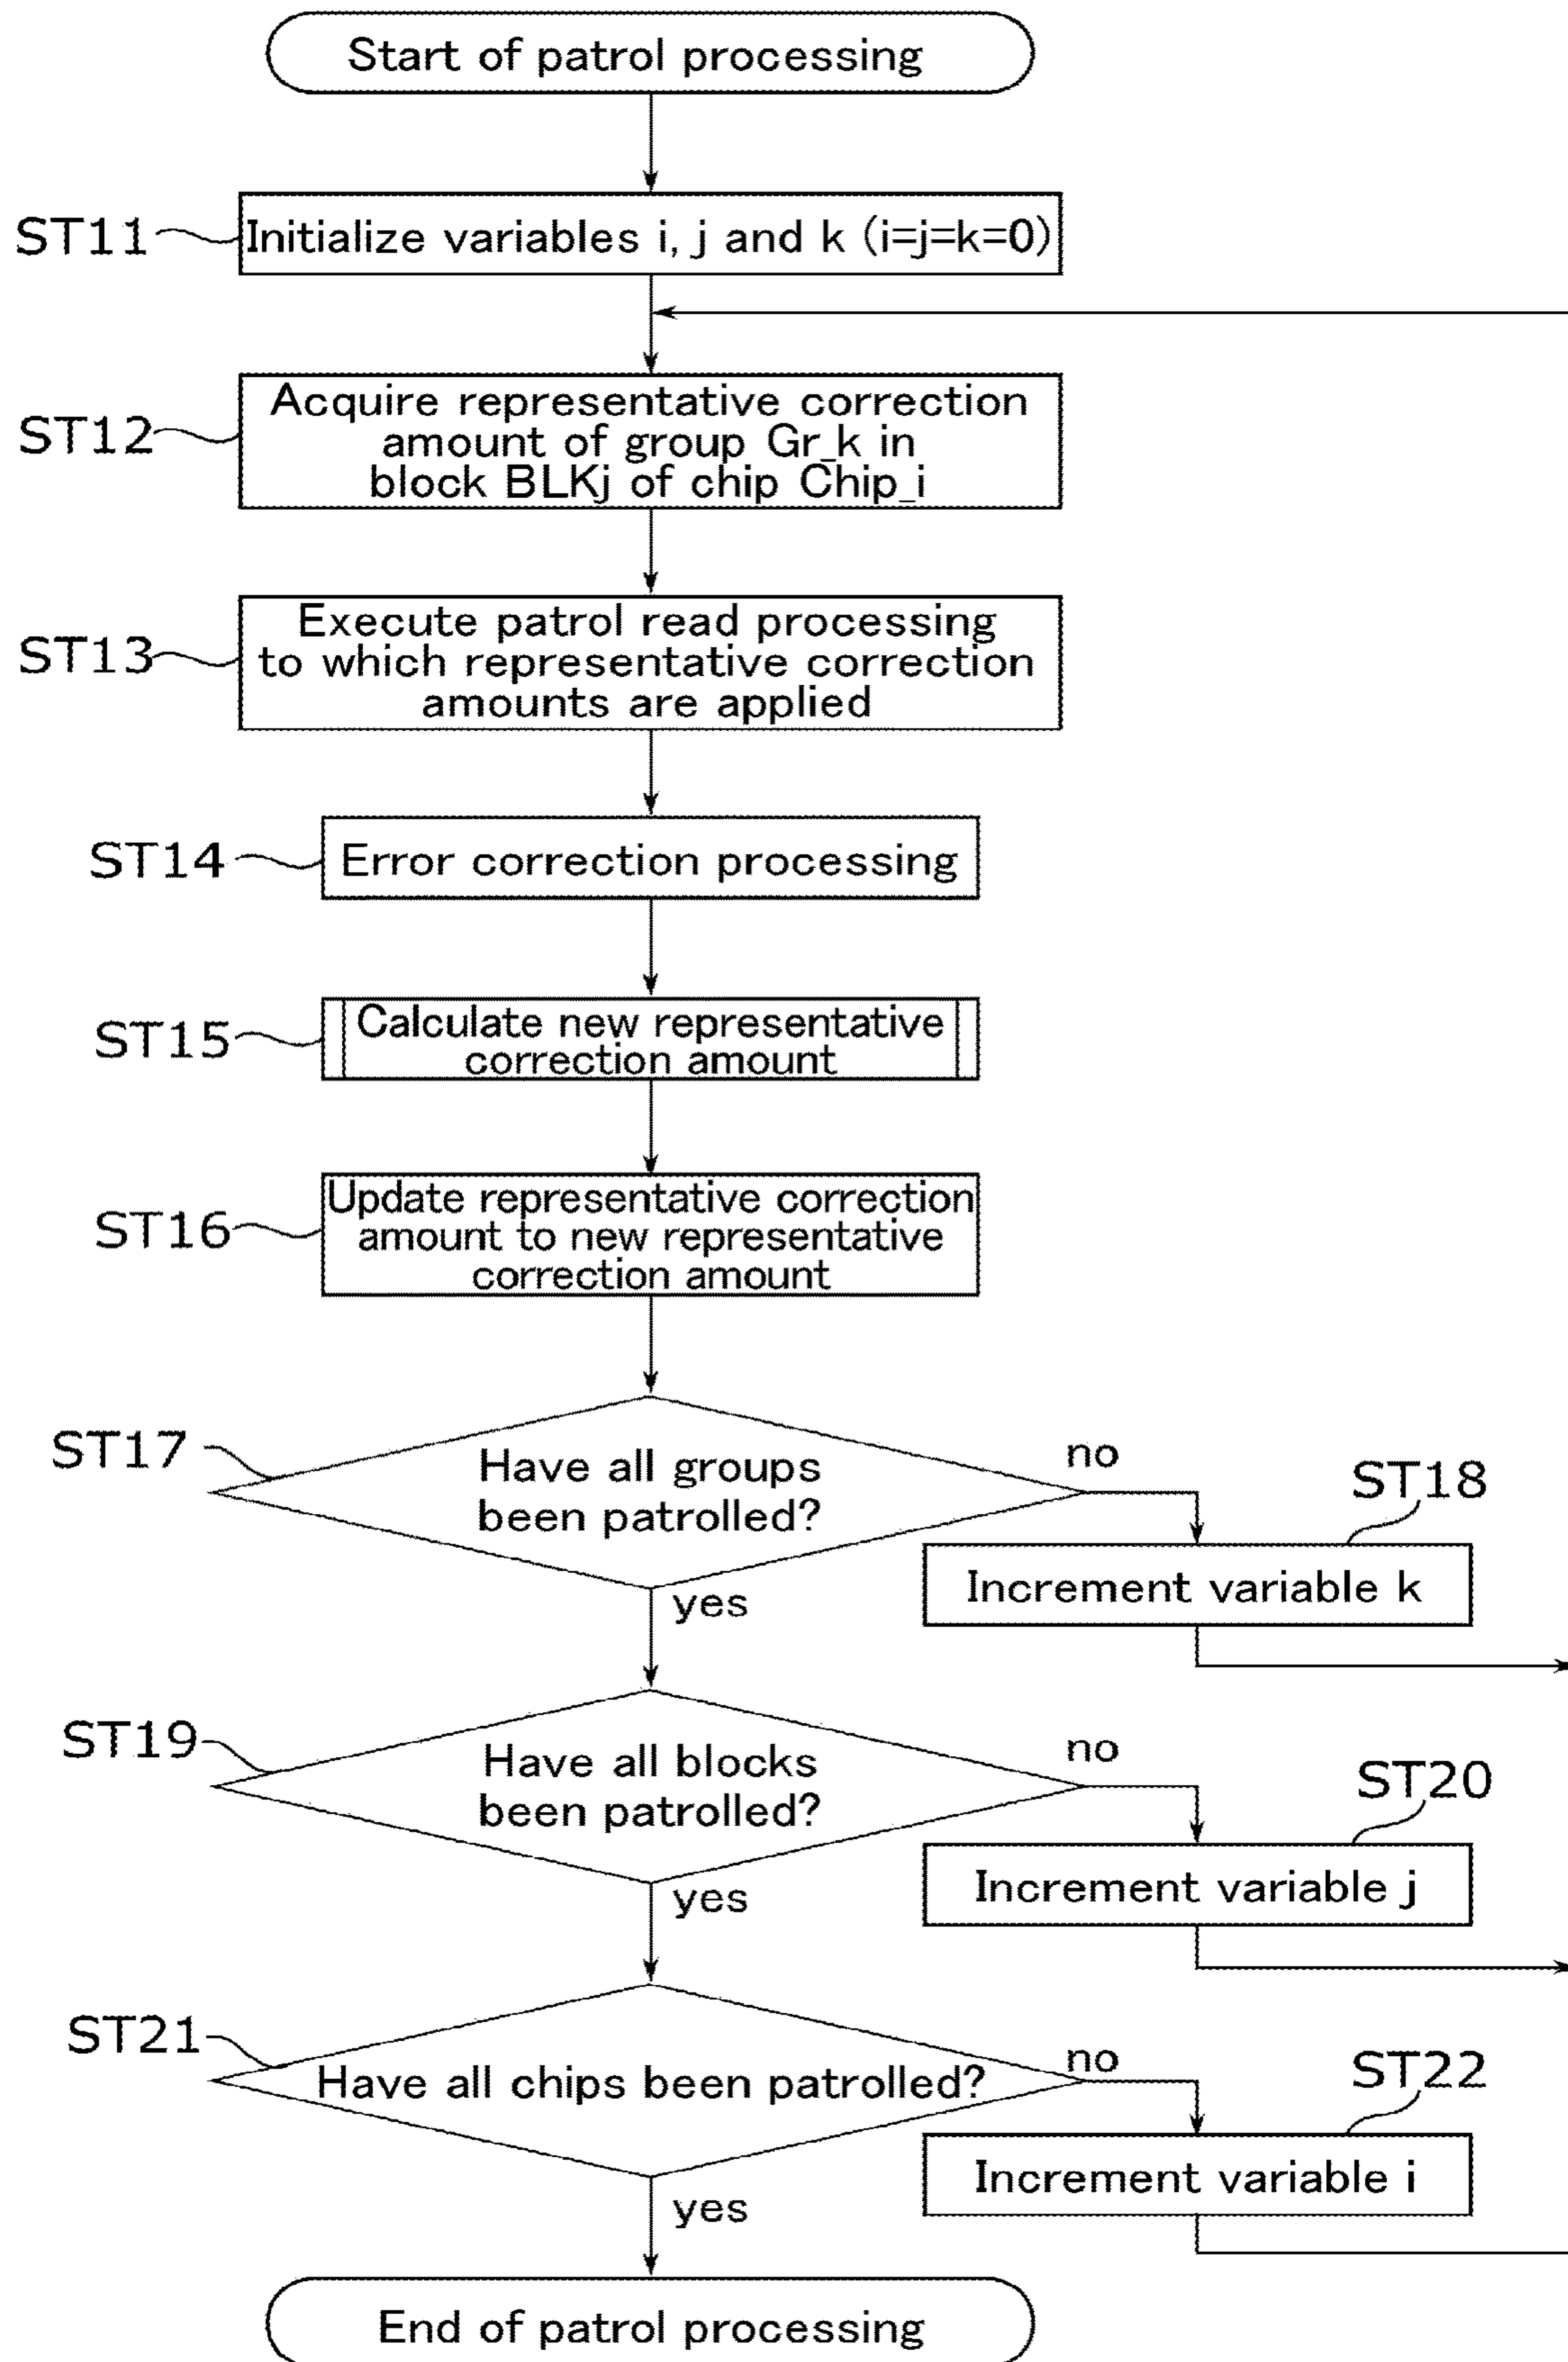 Start of patrol processing
ST11
Initialize variables i, j and k (i=j=k=0)
ST12
Acquire representative correction
amount of group Gr_k in
block BLKj of chip Chip_i
ST13
Execute patrol read processing
to which representative correction
amounts are applied
ST14
Error correction processing
ST15
Calculate new representative
correction amount
ST16
Update representative correction
amount to new representative
correction amount
ST17
Have all groups
been patrolled?
no
ST18
Increment variable k
yes
ST19
Have all blocks
been patrolled?
no
ST20
Increment variable j
yes
ST21
Have all chips been patrolled?
no
ST22
Increment variable i
yes
End of patrol processing